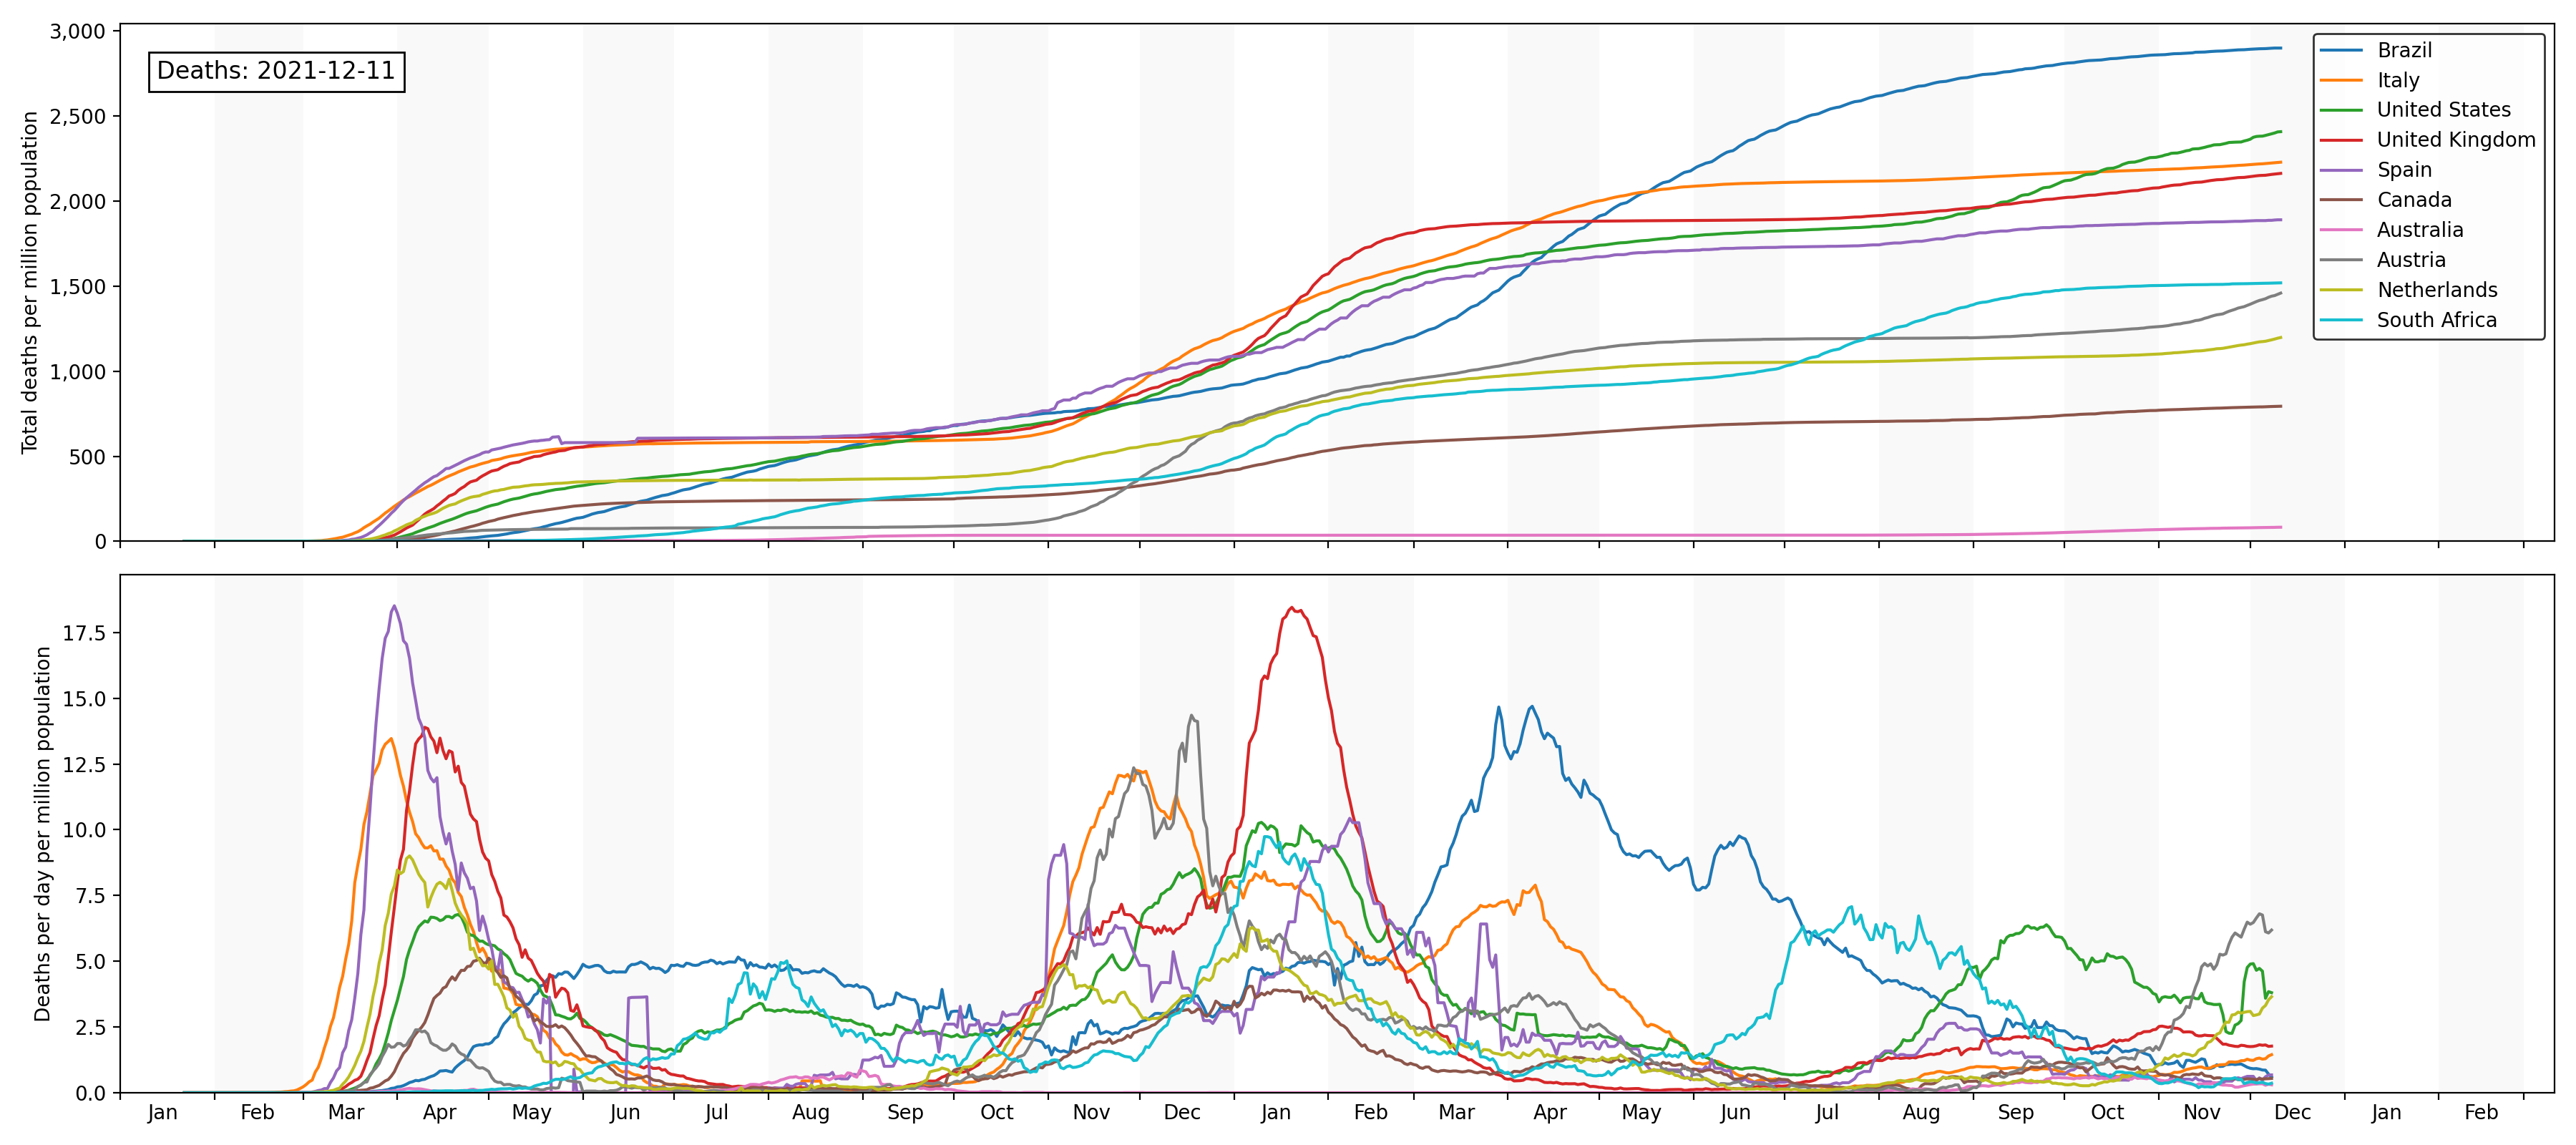 3,000
2,500
2,000
1,500
1,000
500
0
Total deaths per million population
Deaths: 2021-12-11
Brazil
Italy
United States
United Kingdom
Spain
Canada
Australia
Austria
Netherlands
South Africa
17.5
15.0
12.5
10.0
7.5
5.0
2.5
0.0
Deaths per day per million population
Jan Feb Mar Apr May Jun Jul Aug Sep Oct Nov Dec Jan Feb Mar Apr May Jun Jul Aug Sep Oct Nov Dec Jan Feb